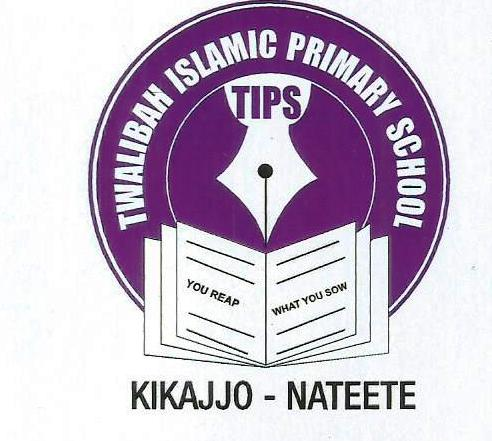 TWALIBAH ISLAMIC PRIMARY SCHOOL
TIPS
YOU REAP
WHAT YOU SOW
KIKAJJO - NATEETE